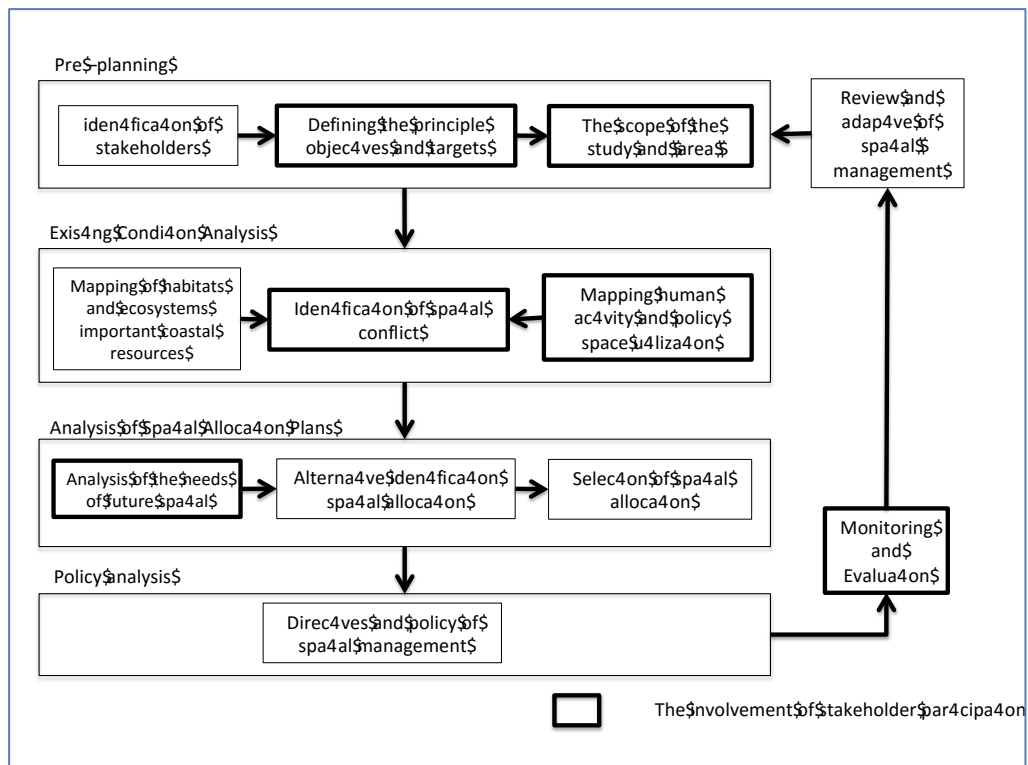 Pre$-planning$
iden4fica4on$of$
stakeholders$
Defining$the$principle$
objec4ves$and$targets$
The$scope$of$the$
study$and$area$$
Review$and$
adap4ve$of$
spa4al$$
management$
Exis4ng$Condi4on$Analysis$
Mapping$of$habitats$
and$ecosystems$
important$coastal$
resources$
Iden4fica4on$of$spa4al$
conflict$
Mapping$human$
ac4vity$and$policy$
space$u4liza4on$
Analysis$of$Spa4al$Alloca4on$Plans$
Analysis$of$the$needs$
of$future$spa4al$
Alterna4ve$iden4fica4on$
spa4al$alloca4on$
Selec4on$of$spa4al$
alloca4on$
Monitoring$
and$
Evalua4on$
Policy$analysis$
Direc4ves$and$policy$of$
spa4al$management$
The$involvement$of$stakeholder$par4cipa4on